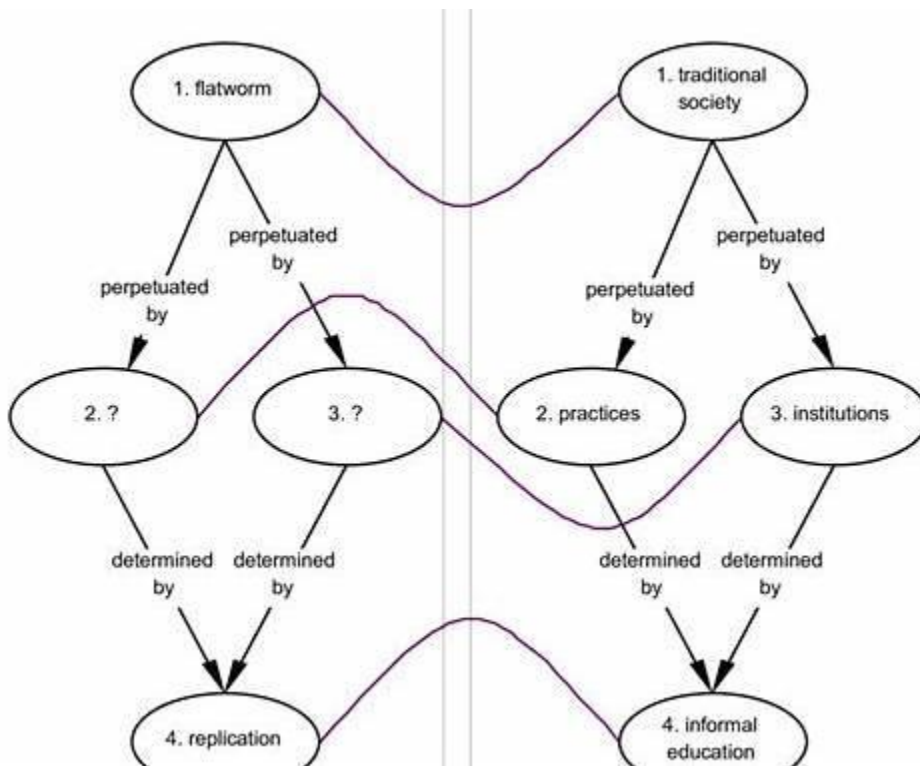 1. flatworm
1. traditional
society
perpetuated
by
perpetuated
by
perpetuated
by
perpetuated
by
2. ?
3. ?
2. practices
3. institutions
determined
by
determined
by
determined
by
determined
by
4. replication
4. informal
education